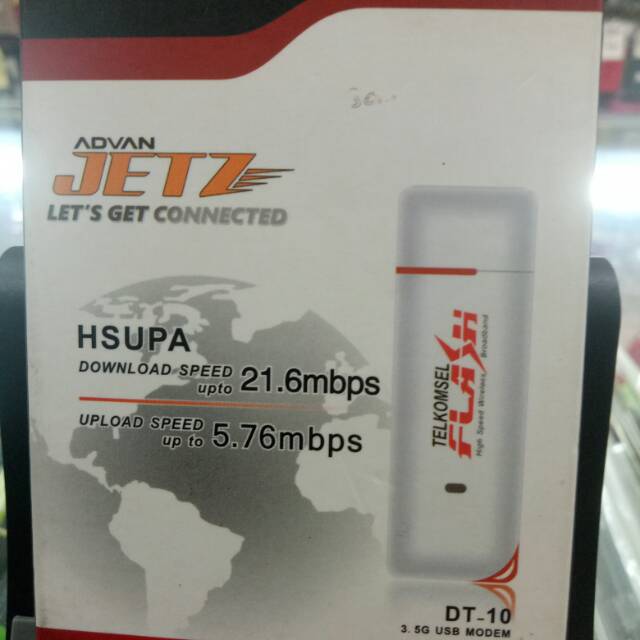 ADVAN
JETZ
LET'S GET CONNECTED
HSUPA
DOWNLOAD SPEED
upto 21.6mbps
UPLOAD SPEED
up to 5.76mbps
TELKOMSEL
FLASH
High Speed Wireless Broadband
DT-10
3.5G USB MODEM